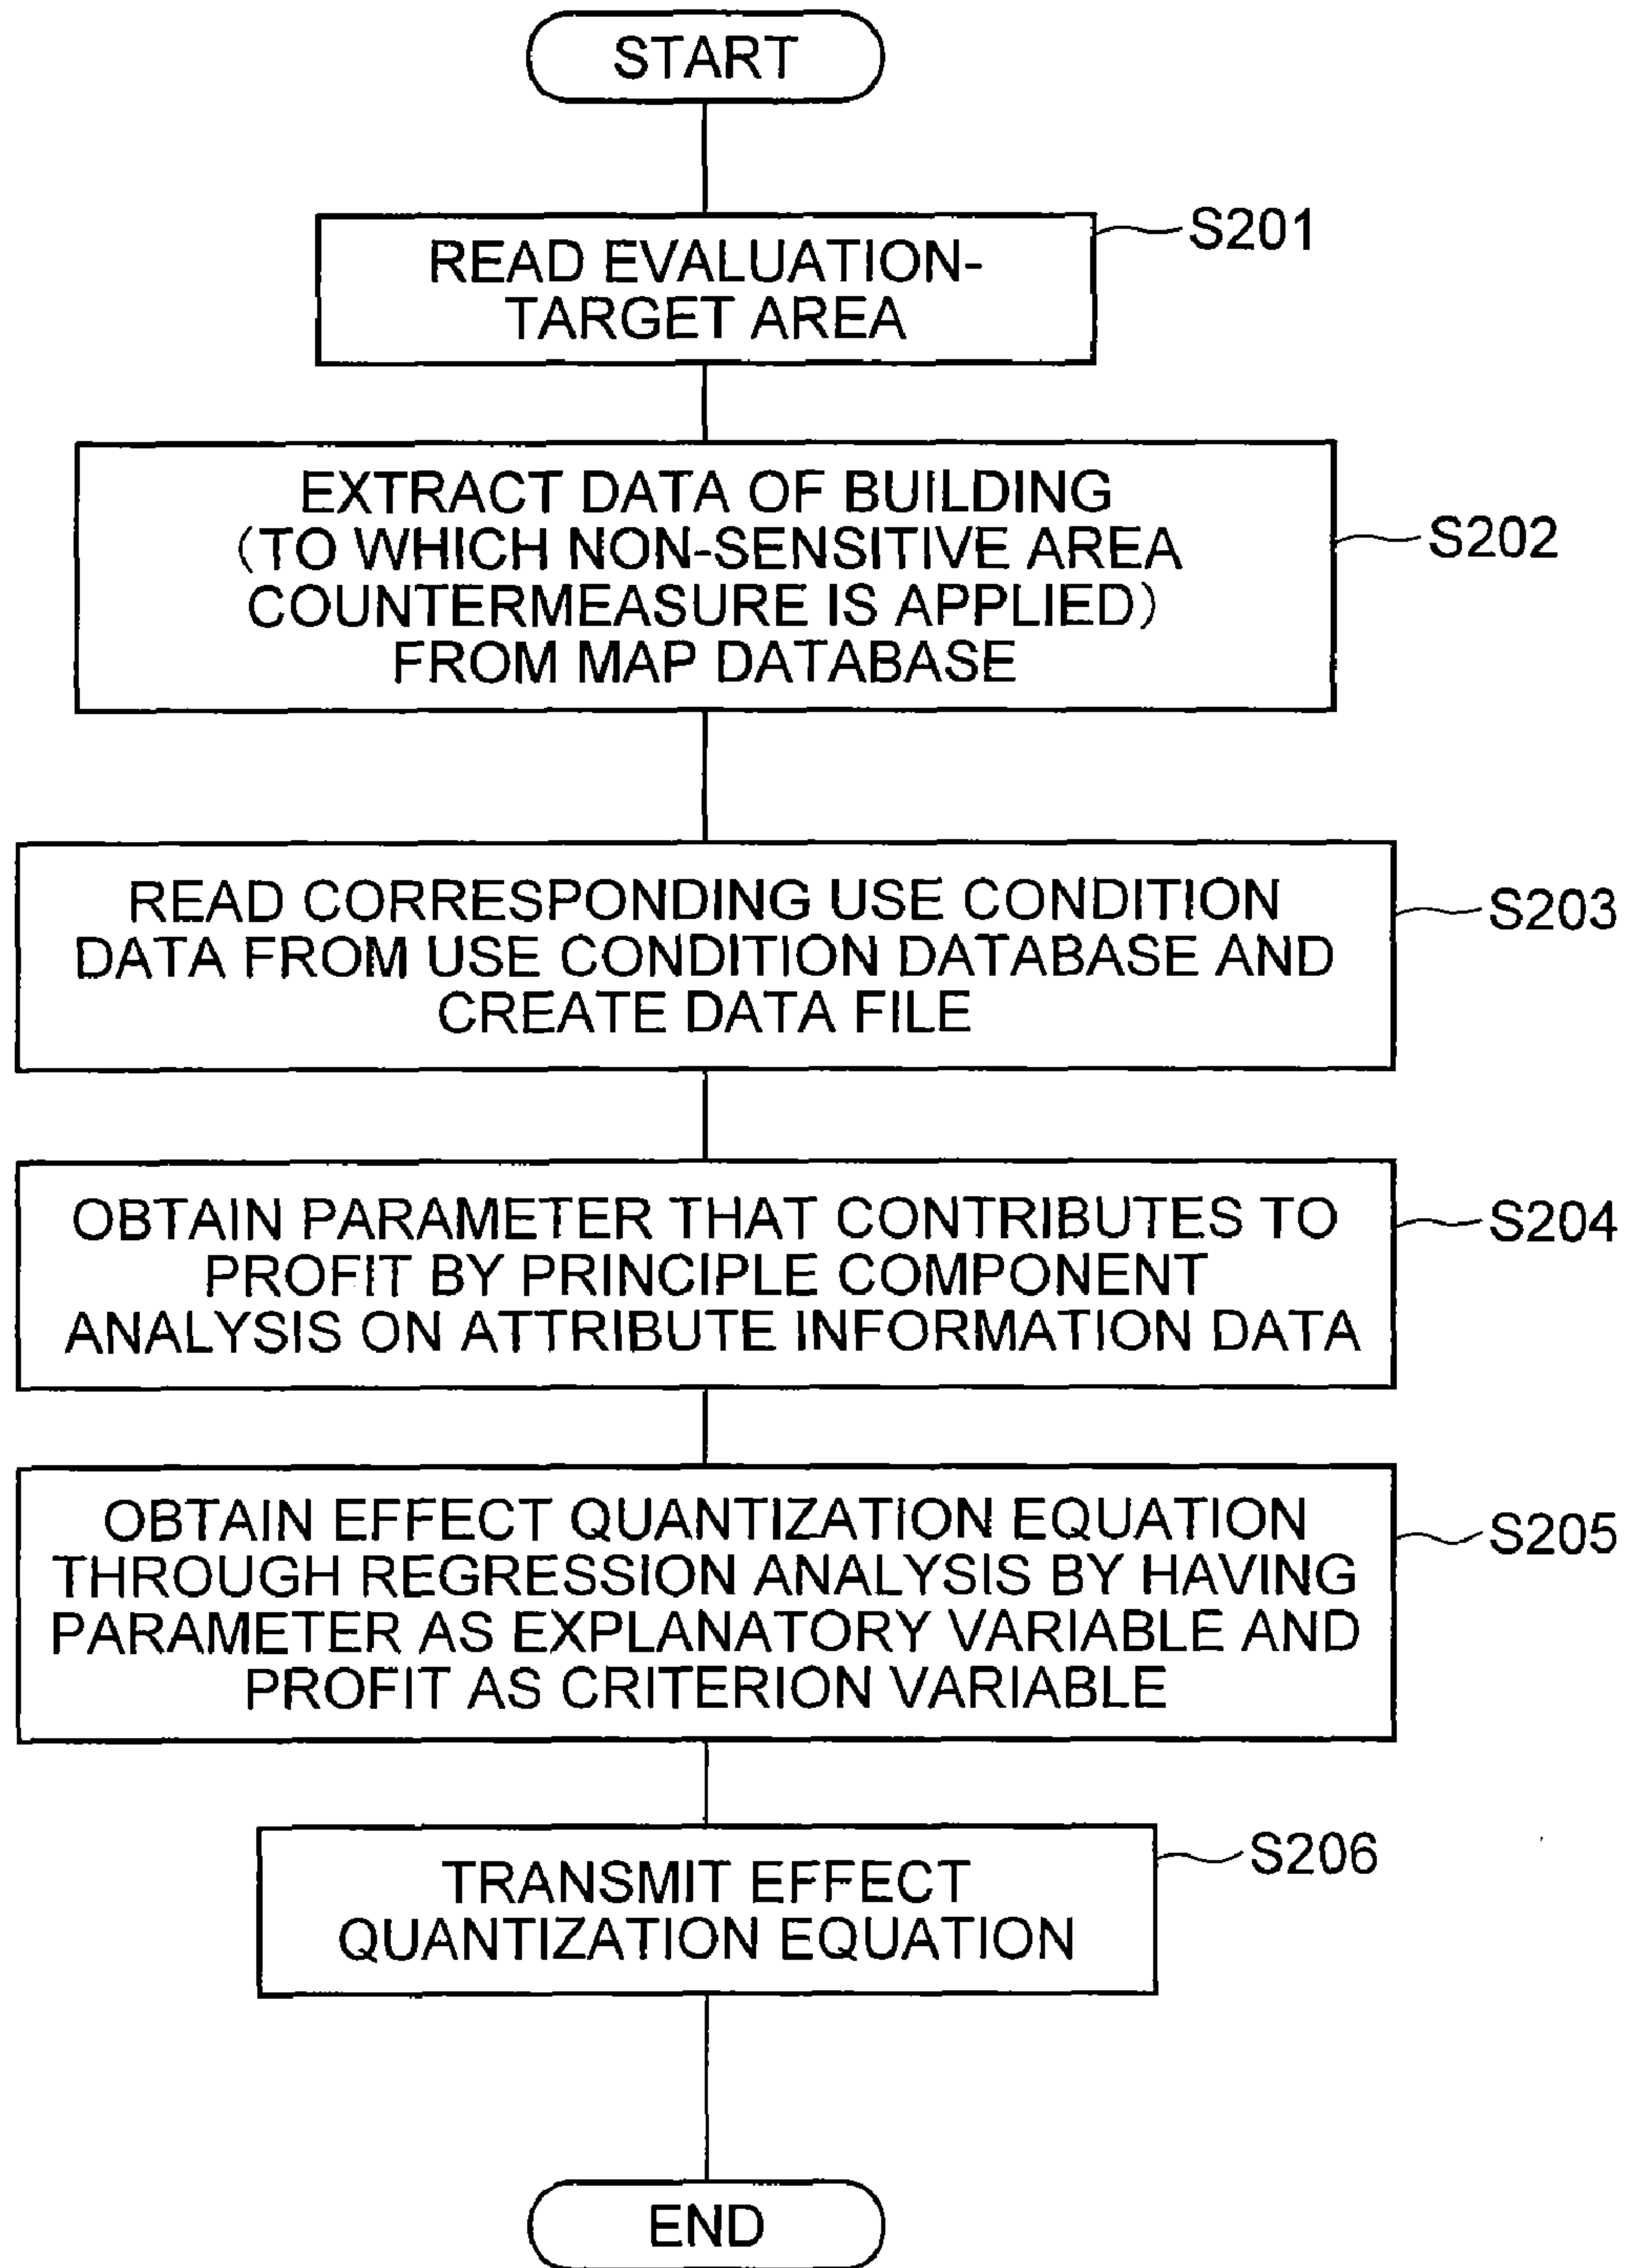 START
READ EVALUATION-
TARGET AREA
S201
EXTRACT DATA OF BUILDING
(TO WHICH NON-SENSITIVE AREA
COUNTERMEASURE IS APPLIED)
FROM MAP DATABASE
S202
READ CORRESPONDING USE CONDITION
DATA FROM USE CONDITION DATABASE AND
CREATE DATA FILE
S203
OBTAIN PARAMETER THAT CONTRIBUTES TO
PROFIT BY PRINCIPLE COMPONENT
ANALYSIS ON ATTRIBUTE INFORMATION DATA
S204
OBTAIN EFFECT QUANTIZATION EQUATION
THROUGH REGRESSION ANALYSIS BY HAVING
PARAMETER AS EXPLANATORY VARIABLE AND
PROFIT AS CRITERION VARIABLE
S205
TRANSMIT EFFECT
QUANTIZATION EQUATION
S206
END